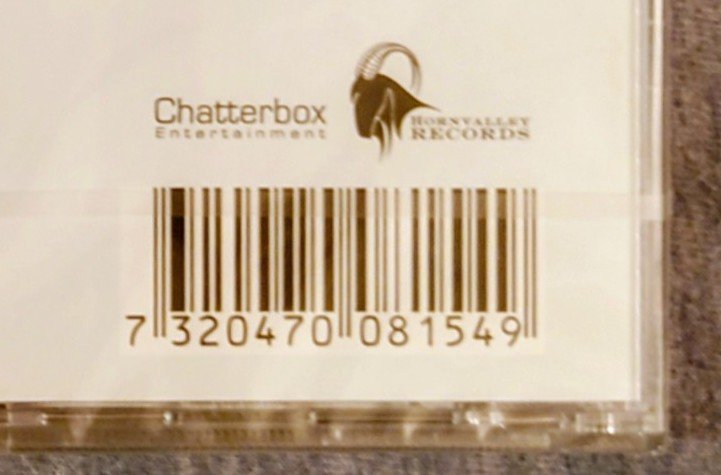 Chatterbox
Entertainment
HORNVALLEY
RECORDS
7 320470 081549